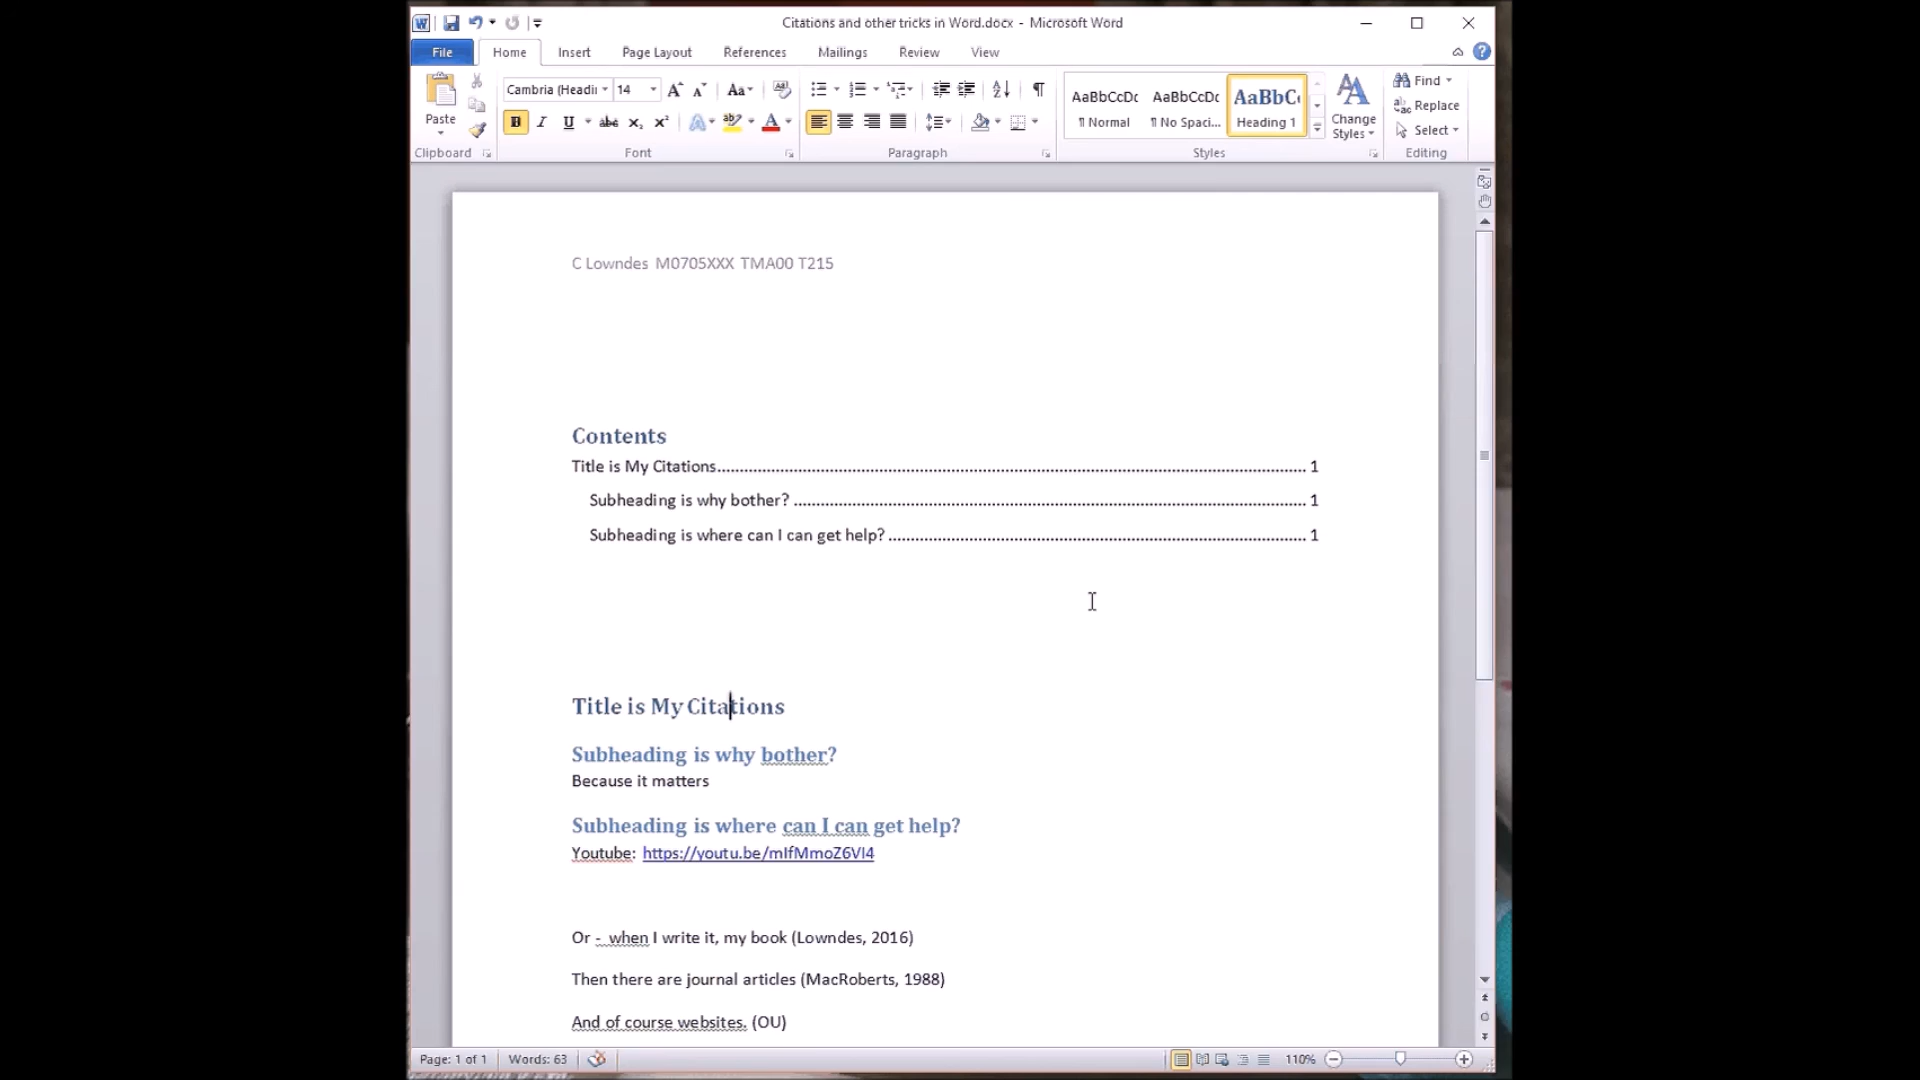 Citations and other tricks in Word.docx - Microsoft Word
File Home Insert Page Layout References Mailings Review View
Cambria (Headi 14
AaBbCcDc AaBbCcDc AaBbC
Paste
¶ Normal ¶ No Spaci... Heading 1
Change Styles
Find
Replace
Select
Clipboard Font Paragraph Styles Editing
C Lowndes M0705XXX TMA00 T215
Contents
Title is My Citations 1
Subheading is why bother? 1
Subheading is where can I can get help? 1
Title is My Citations
Subheading is why bother?
Because it matters
Subheading is where can I can get help?
Youtube: https://youtu.be/mIfMmoZ6VI4
Or - when I write it, my book (Lowndes, 2016)
Then there are journal articles (MacRoberts, 1988)
And of course websites. (OU)
Page: 1 of 1 Words: 63 110%